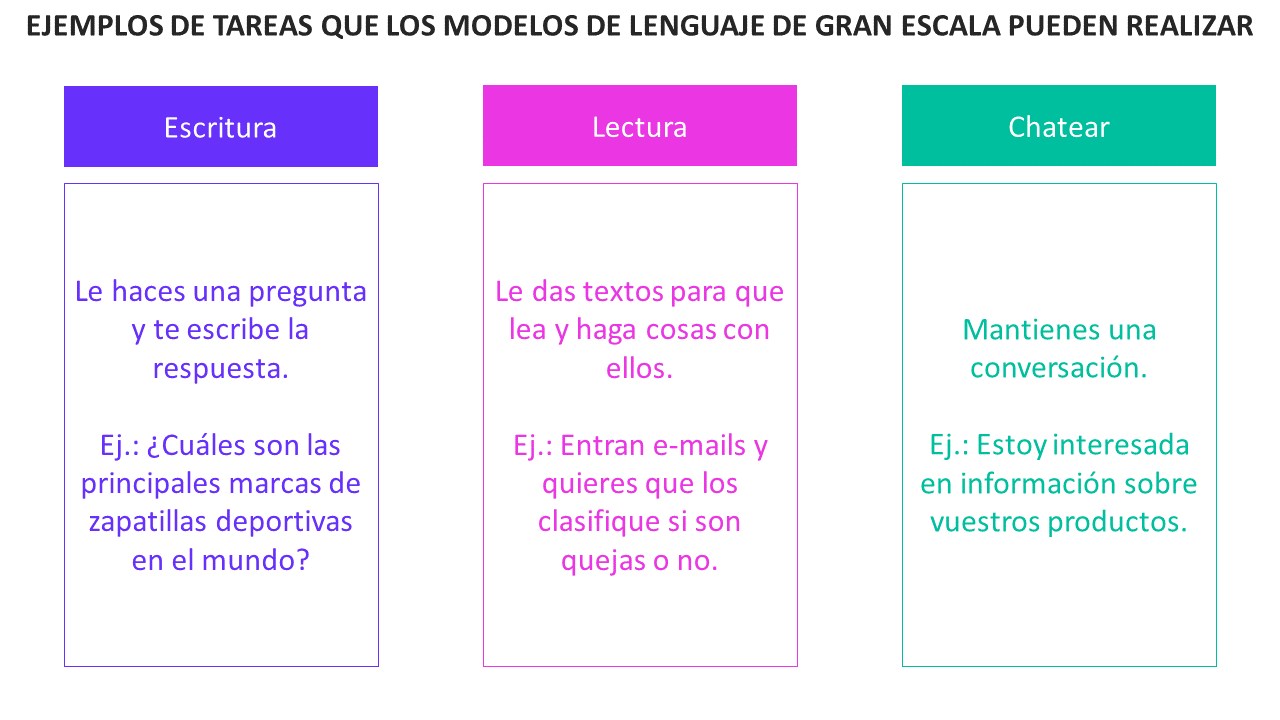 EJEMPLOS DE TAREAS QUE LOS MODELOS DE LENGUAJE DE GRAN ESCALA PUEDEN REALIZAR
Escritura
Le haces una pregunta
y te escribe la
respuesta.
Ej.: ¿Cuáles son las
principales marcas de
zapatillas deportivas
en el mundo?
Lectura
Le das textos para que
lea y haga cosas con
ellos.
Ej.: Entran e-mails y
quieres que los
clasifique si son
quejas o no.
Chatear
Mantienes una
conversación.
Ej.: Estoy interesada
en información sobre
vuestros productos.